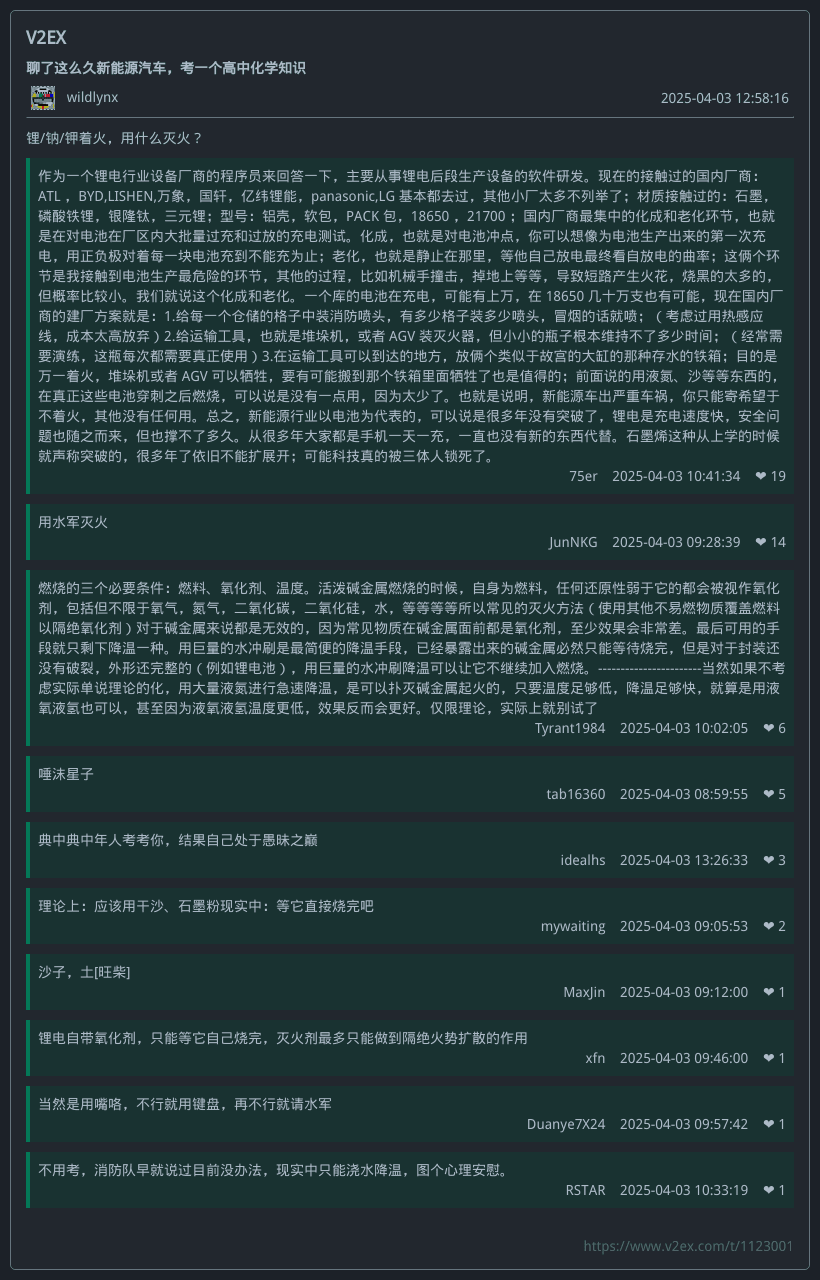 V2EX
聊了这么久新能源汽车，考一个高中化学知识
wildlynx 2025-04-03 12:58:16
锂/钠/钾着火，用什么灭火？
作为一个锂电行业设备厂商的程序员来回答一下，主要从事锂电后段生产设备的软件研发。现在的接触过的国内厂商：
ATL ，BYD,LISHEN,万象，国轩，亿纬锂能，panasonic,LG 基本都去过，其他小厂太多不列举了；材质接触过的：石墨，
磷酸铁锂，银隆钛，三元锂；型号：铝壳，软包，PACK 包，18650 ，21700 ；国内厂商最集中的化成和老化环节，也就
是在对电池在厂区内大批量过充和过放的充电测试。化成，也就是对电池冲点，你可以想像为电池生产出来的第一次充
电，用正负极对着每一块电池充到不能充为止；老化，也就是静止在那里，等他自己放电最终看自放电的曲率；这俩个环
节是我接触到电池生产最危险的环节，其他的过程，比如机械手撞击，掉地上等等，导致短路产生火花，烧黑的太多的，
但概率比较小。我们就说这个化成和老化。一个库的电池在充电，可能有上万，在 18650 几十万支也有可能，现在国内厂
商的建厂方案就是：1.给每一个仓储的格子中装消防喷头，有多少格子装多少喷头，冒烟的话就喷；（考虑过用热感应
线，成本太高放弃）2.给运输工具，也就是堆垛机，或者 AGV 装灭火器，但小小的瓶子根本维持不了多少时间；（经常需
要演练，这瓶每次都需要真正使用）3.在运输工具可以到达的地方，放俩个类似于故宫的大缸的那种存水的铁箱；目的是
万一着火，堆垛机或者 AGV 可以牺牲，要有可能搬到那个铁箱里面牺牲了也是值得的；前面说的用液氮、沙等等东西的，
在真正这些电池穿刺之后燃烧，可以说是没有一点用，因为太少了。也就是说明，新能源车出严重车祸，你只能寄希望于
不着火，其他没有任何用。总之，新能源行业以电池为代表的，可以说是很多年没有突破了，锂电是充电速度快，安全问
题也随之而来，但也撑不了多久。从很多年大家都是手机一天一充，一直也没有新的东西代替。石墨烯这种从上学的时候
就声称突破的，很多年了依旧不能扩展开；可能科技真的被三体人锁死了。
75er 2025-04-03 10:41:34 ❤ 19
用水军灭火
JunNKG 2025-04-03 09:28:39 ❤ 14
燃烧的三个必要条件：燃料、氧化剂、温度。活泼碱金属燃烧的时候，自身为燃料，任何还原性弱于它的都会被视作氧化
剂，包括但不限于氧气，氮气，二氧化碳，二氧化硅，水，等等等等所以常见的灭火方法（使用其他不易燃物质覆盖燃料
以隔绝氧化剂）对于碱金属来说都是无效的，因为常见物质在碱金属面前都是氧化剂，至少效果会非常差。最后可用的手
段就只剩下降温一种。用巨量的水冲刷是最简便的降温手段，已经暴露出来的碱金属必然只能等待烧完，但是对于封装还
没有破裂，外形还完整的（例如锂电池），用巨量的水冲刷降温可以让它不继续加入燃烧。-----------------------当然如果不考
虑实际单说理论的化，用大量液氮进行急速降温，是可以扑灭碱金属起火的，只要温度足够低，降温足够快，就算是用液
氧液氢也可以，甚至因为液氧液氢温度更低，效果反而会更好。仅限理论，实际上就别试了
Tyrant1984 2025-04-03 10:02:05 ❤ 6
唾沫星子
tab16360 2025-04-03 08:59:55 ❤ 5
典中典中年人考考你，结果自己处于愚昧之巅
idealhs 2025-04-03 13:26:33 ❤ 3
理论上：应该用干沙、石墨粉现实中：等它直接烧完吧
mywaiting 2025-04-03 09:05:53 ❤ 2
沙子，土[旺柴]
MaxJin 2025-04-03 09:12:00 ❤ 1
锂电自带氧化剂，只能等它自己烧完，灭火剂最多只能做到隔绝火势扩散的作用
xfn 2025-04-03 09:46:00 ❤ 1
当然是用嘴咯，不行就用键盘，再不行就请水军
Duanye7X24 2025-04-03 09:57:42 ❤ 1
不用考，消防队早就说过目前没办法，现实中只能浇水降温，图个心理安慰。
RSTAR 2025-04-03 10:33:19 ❤ 1
https://www.v2ex.com/t/1123001